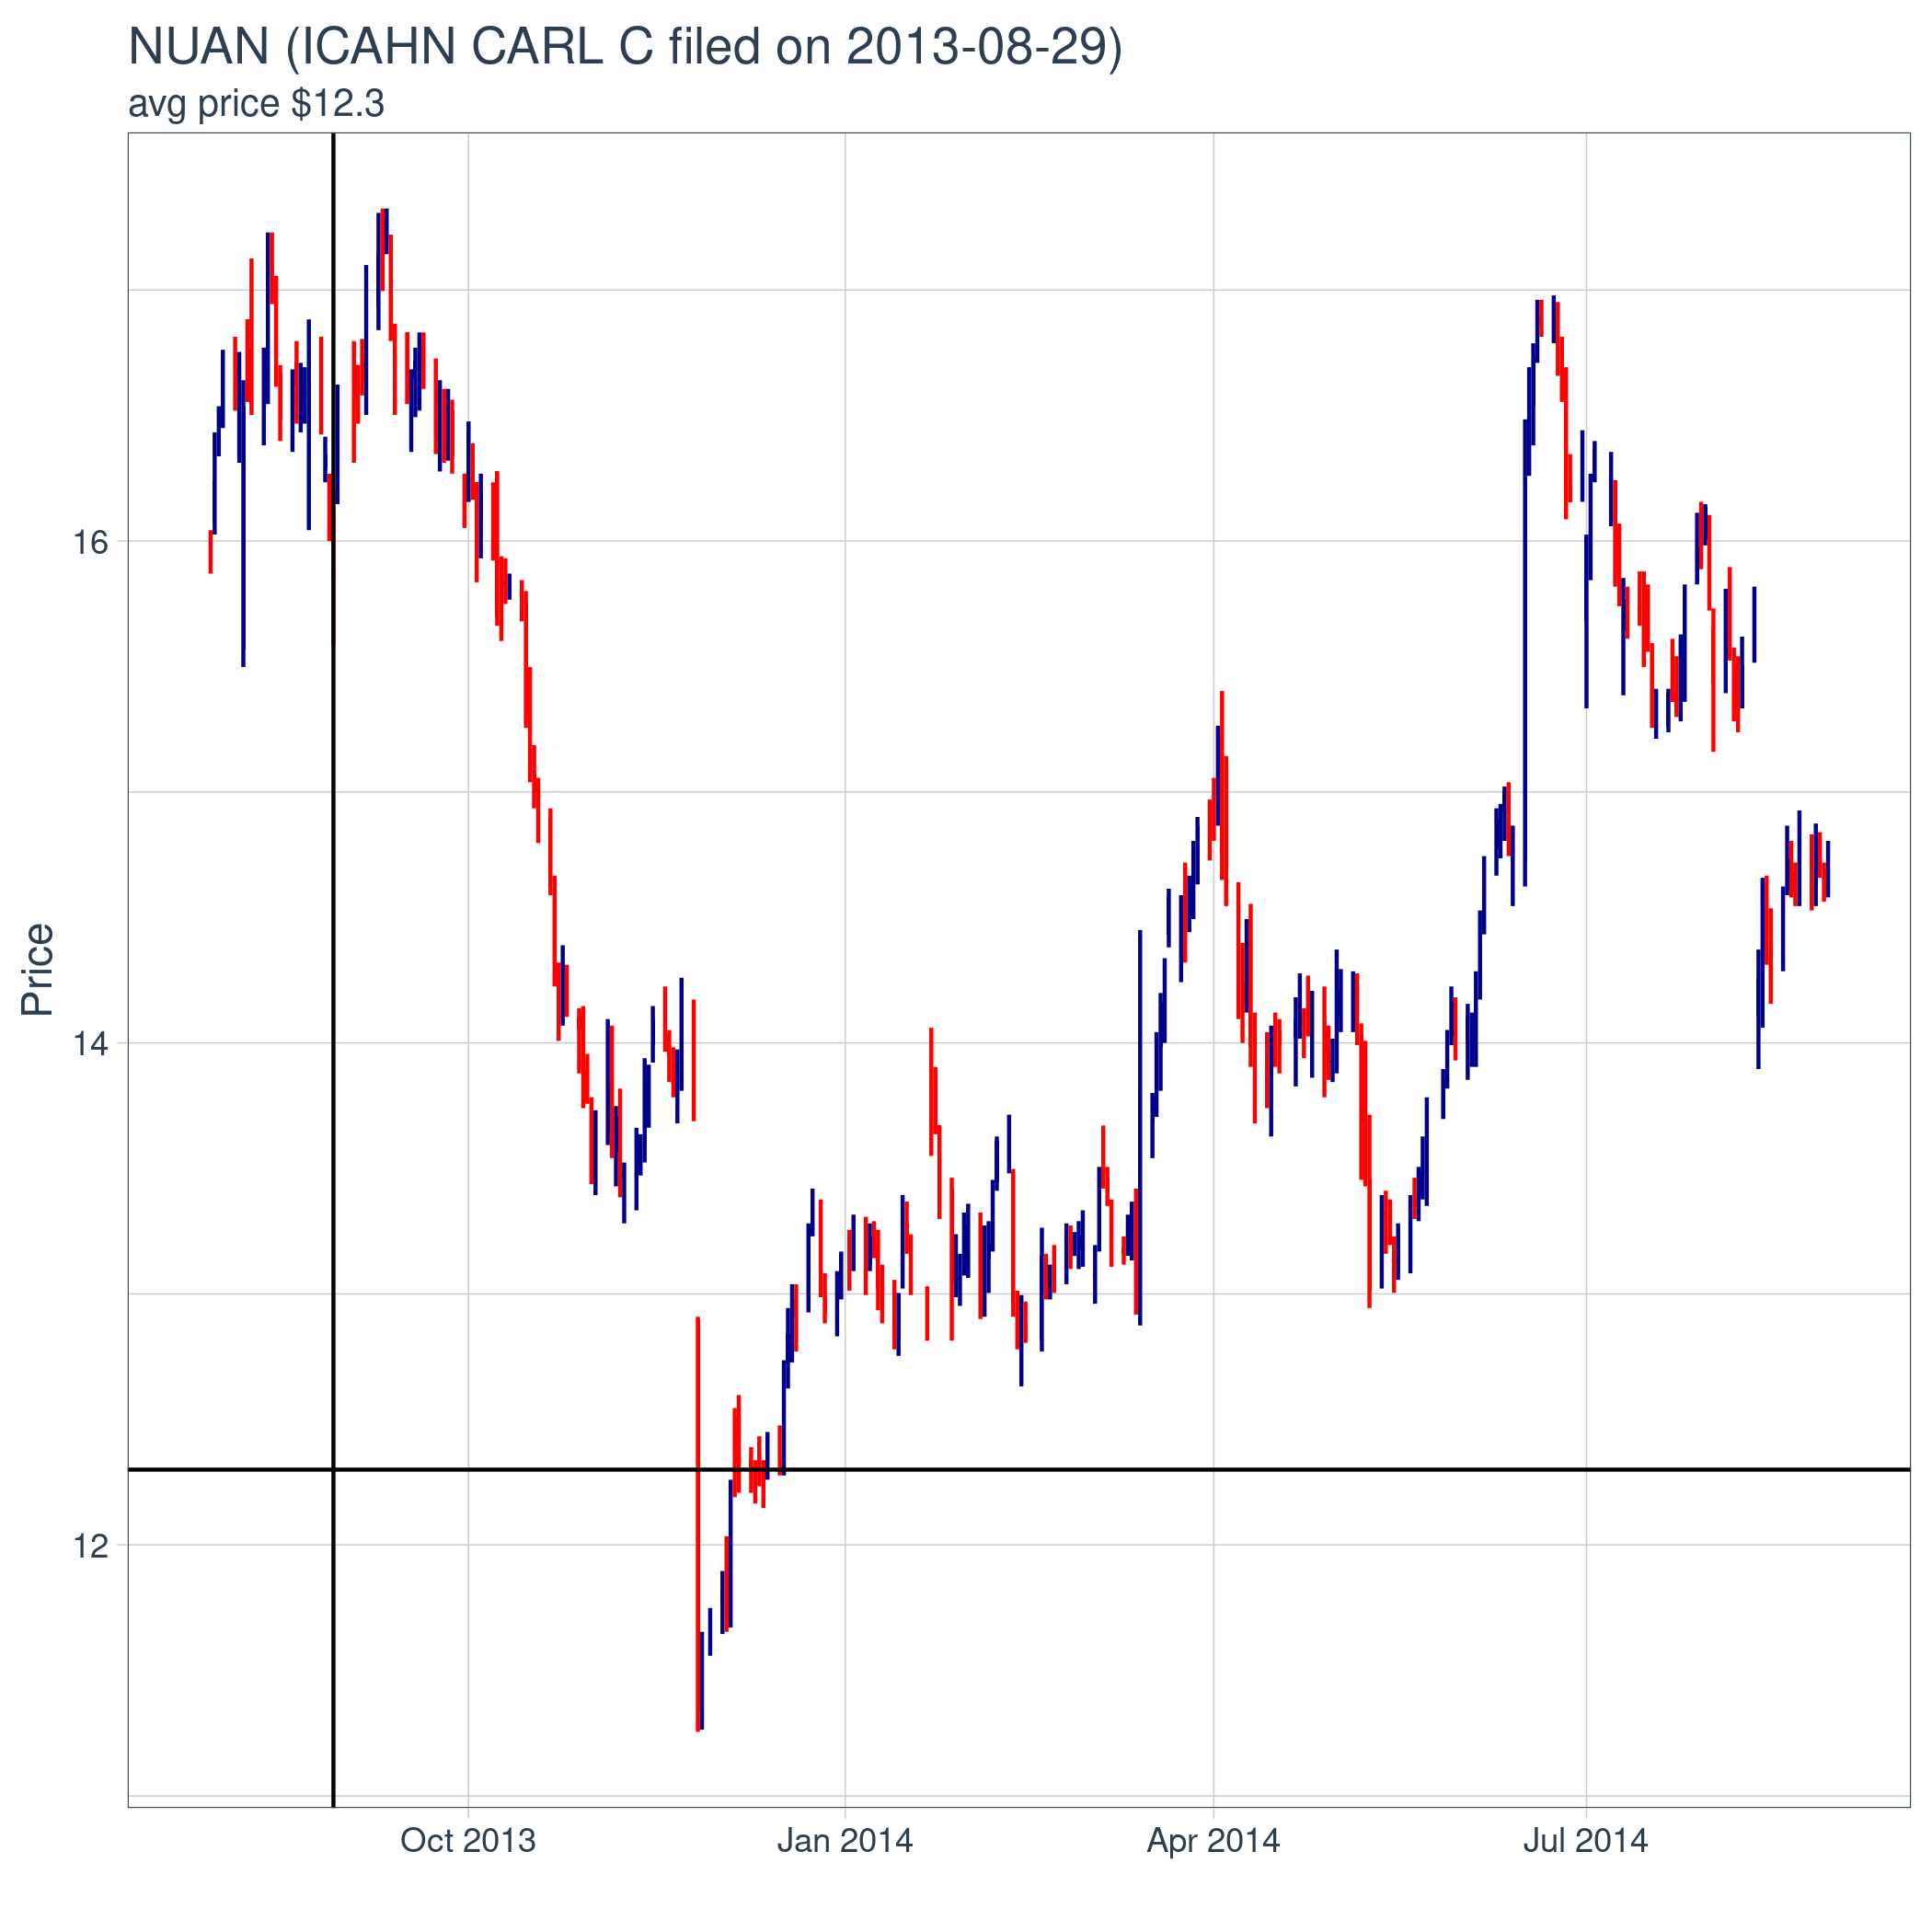 NUAN (ICAHN CARL C filed on 2013-08-29)
avg price $12.3
Price
16
14
12
Oct 2013
Jan 2014
Apr 2014
Jul 2014